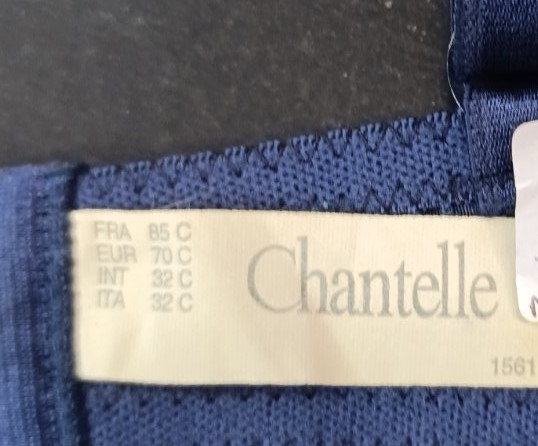 FRA 85 C
EUR 70 C
INT 32 C
ITA 32 C
Chantelle
1561